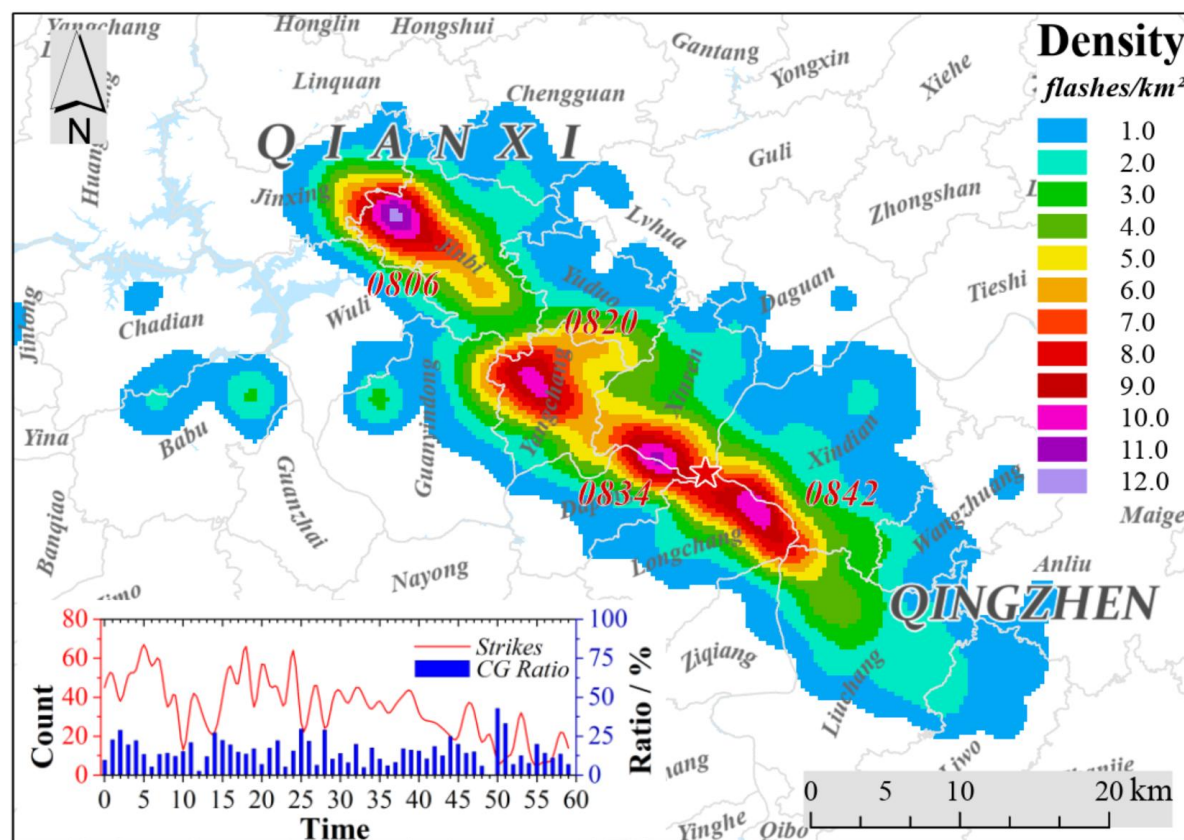 Yangchang
Honglin
Hongshui
Gantang
Yongxin
Xiehe
Linquan
Chengguan
N
QIANXI
Guli
Zhongshan
Jinxing
Lvhua
Jinbi
0806
Yuduo
Daguan
Tieshi
Jinlong
Chadian
Wuli
0820
Yangchang
Xinren
Guanyindong
Yina
Babu
Guanzhai
Xindian
0834
0842
Wangzhuang
Maige
Banqiao
Longchang
Nayong
Anliu
QINGZHEN
Ziqiang
Liuchang
Liwo
Yinghe
Qibo
Density
flashes/km²
1.0
2.0
3.0
4.0
5.0
6.0
7.0
8.0
9.0
10.0
11.0
12.0
80
60
40
20
0
Count
Strikes
CG Ratio
100
75
50
25
0
Ratio / %
0 5 10 15 20 25 30 35 40 45 50 55 60
Time
0 5 10 20 km